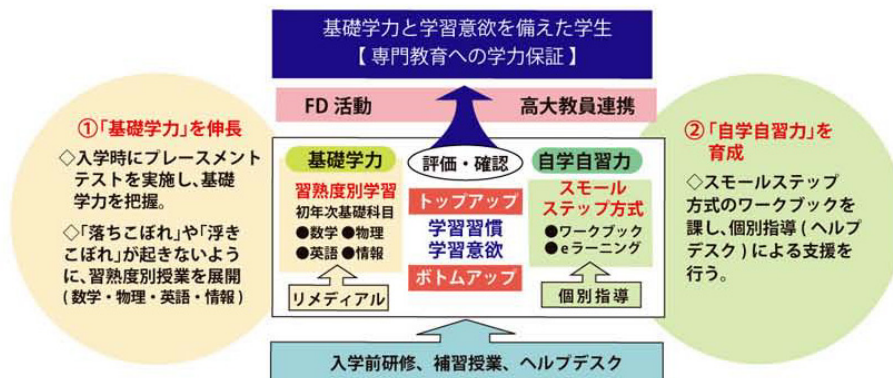 基礎学力と学習意欲を備えた学生
【 専門教育への学力保証 】
FD 活動
高大教員連携
①「基礎学力」を伸長
◇入学時にプレースメント
テストを実施し、基礎
学力を把握。
◇「落ちこぼれ」や「浮き
こぼれ」が起きないよう
に、習熟度別授業を展開
( 数学・物理・英語・情報 )
基礎学力
習熟度別学習
初年次基礎科目
●数学 ●物理
●英語 ●情報
リメディアル
評価・確認
トップアップ
学習習慣
学習意欲
ボトムアップ
自学自習力
スモール
ステップ方式
●ワークブック
●eラーニング
個別指導
②「自学自習力」を
育成
◇スモールステップ
方式のワークブックを
課し、個別指導 ( ヘルプ
デスク ) による支援を
行う。
入学前研修、補習授業、ヘルプデスク